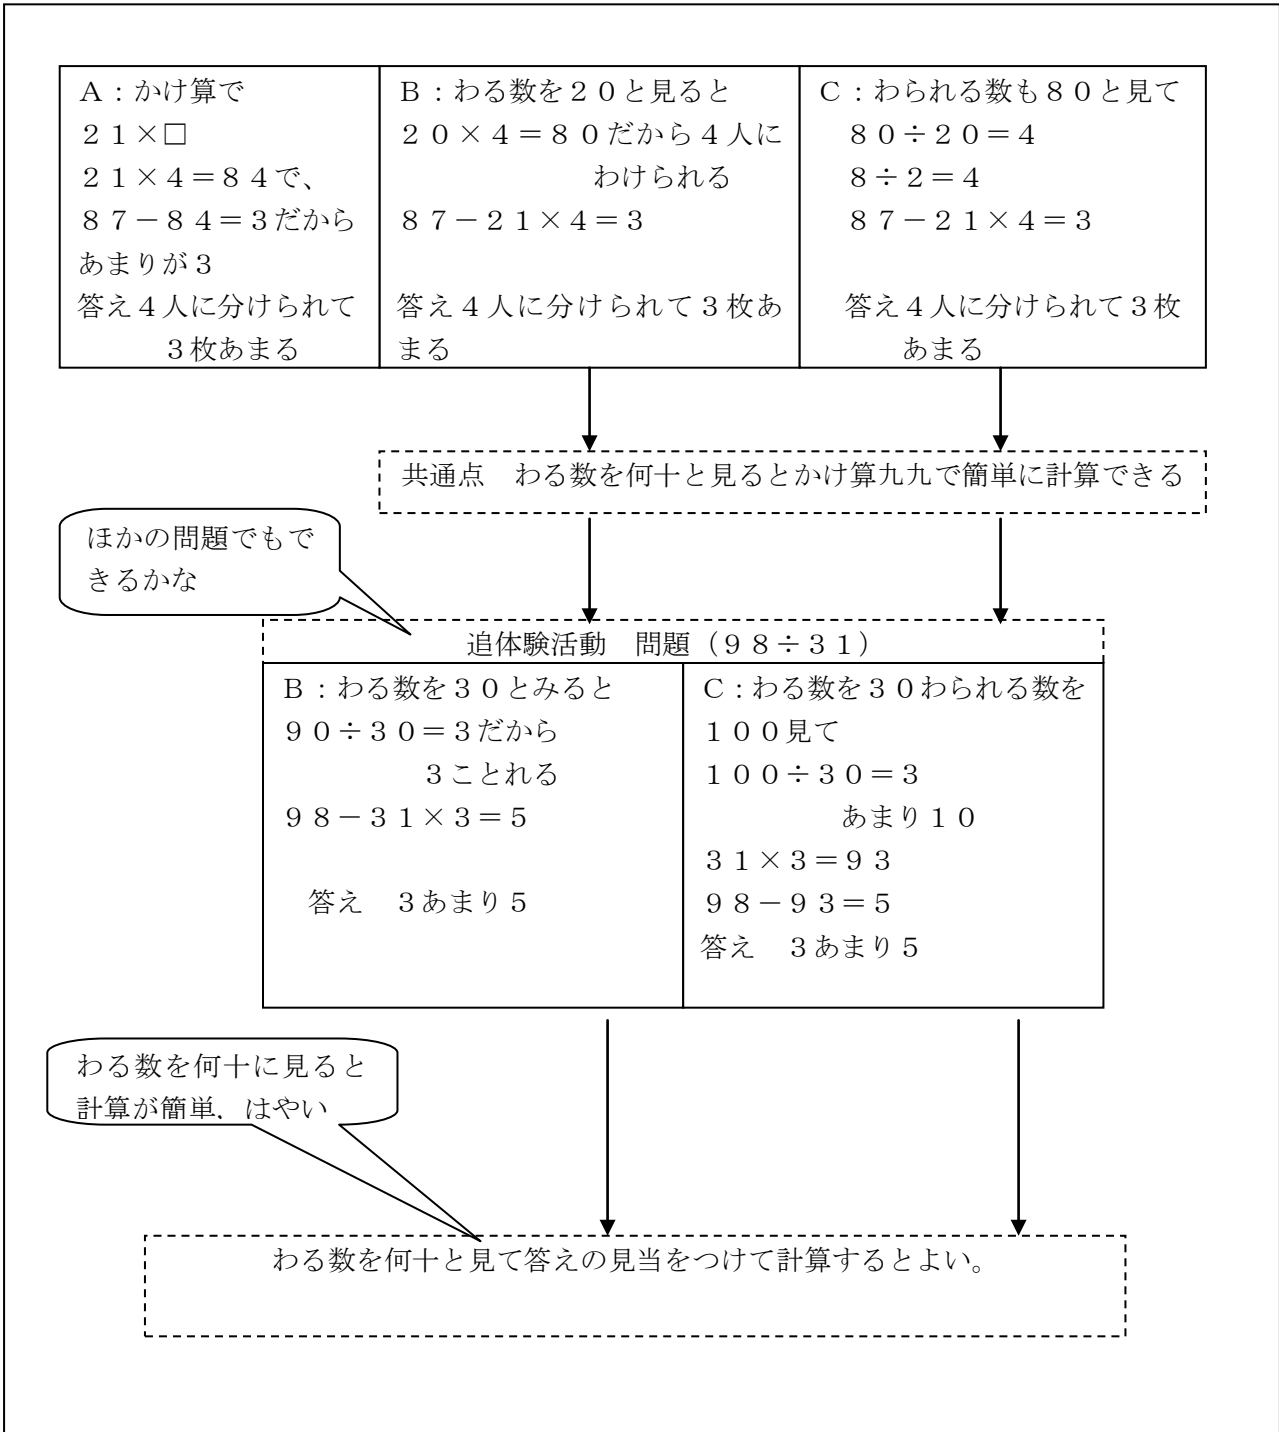 Ａ：かけ算で
２１×□
２１×４＝８４で、
８７－８４＝３だから
あまりが３
答え４人に分けられて
３枚あまる
Ｂ：わる数を２０と見ると
２０×４＝８０だから４人に
わけられる
８７－２１×４＝３
答え４人に分けられて３枚あ
まる
Ｃ：わられる数も８０と見て
８０÷２０＝４
８÷２＝４
８７－２１×４＝３
答え４人に分けられて３枚
あまる
共通点　わる数を何十と見るとかけ算九九で簡単に計算できる
ほかの問題でもで
きるかな
追体験活動　問題（９８÷３１）
Ｂ：わる数を３０とみると
９０÷３０＝３だから
３ことれる
９８－３１×３＝５
答え　３あまり５
Ｃ：わる数を３０わられる数を
１００見て
１００÷３０＝３
あまり１０
３１×３＝９３
９８－９３＝５
答え　３あまり５
わる数を何十に見ると
計算が簡単，はやい
わる数を何十と見て答えの見当をつけて計算するとよい。